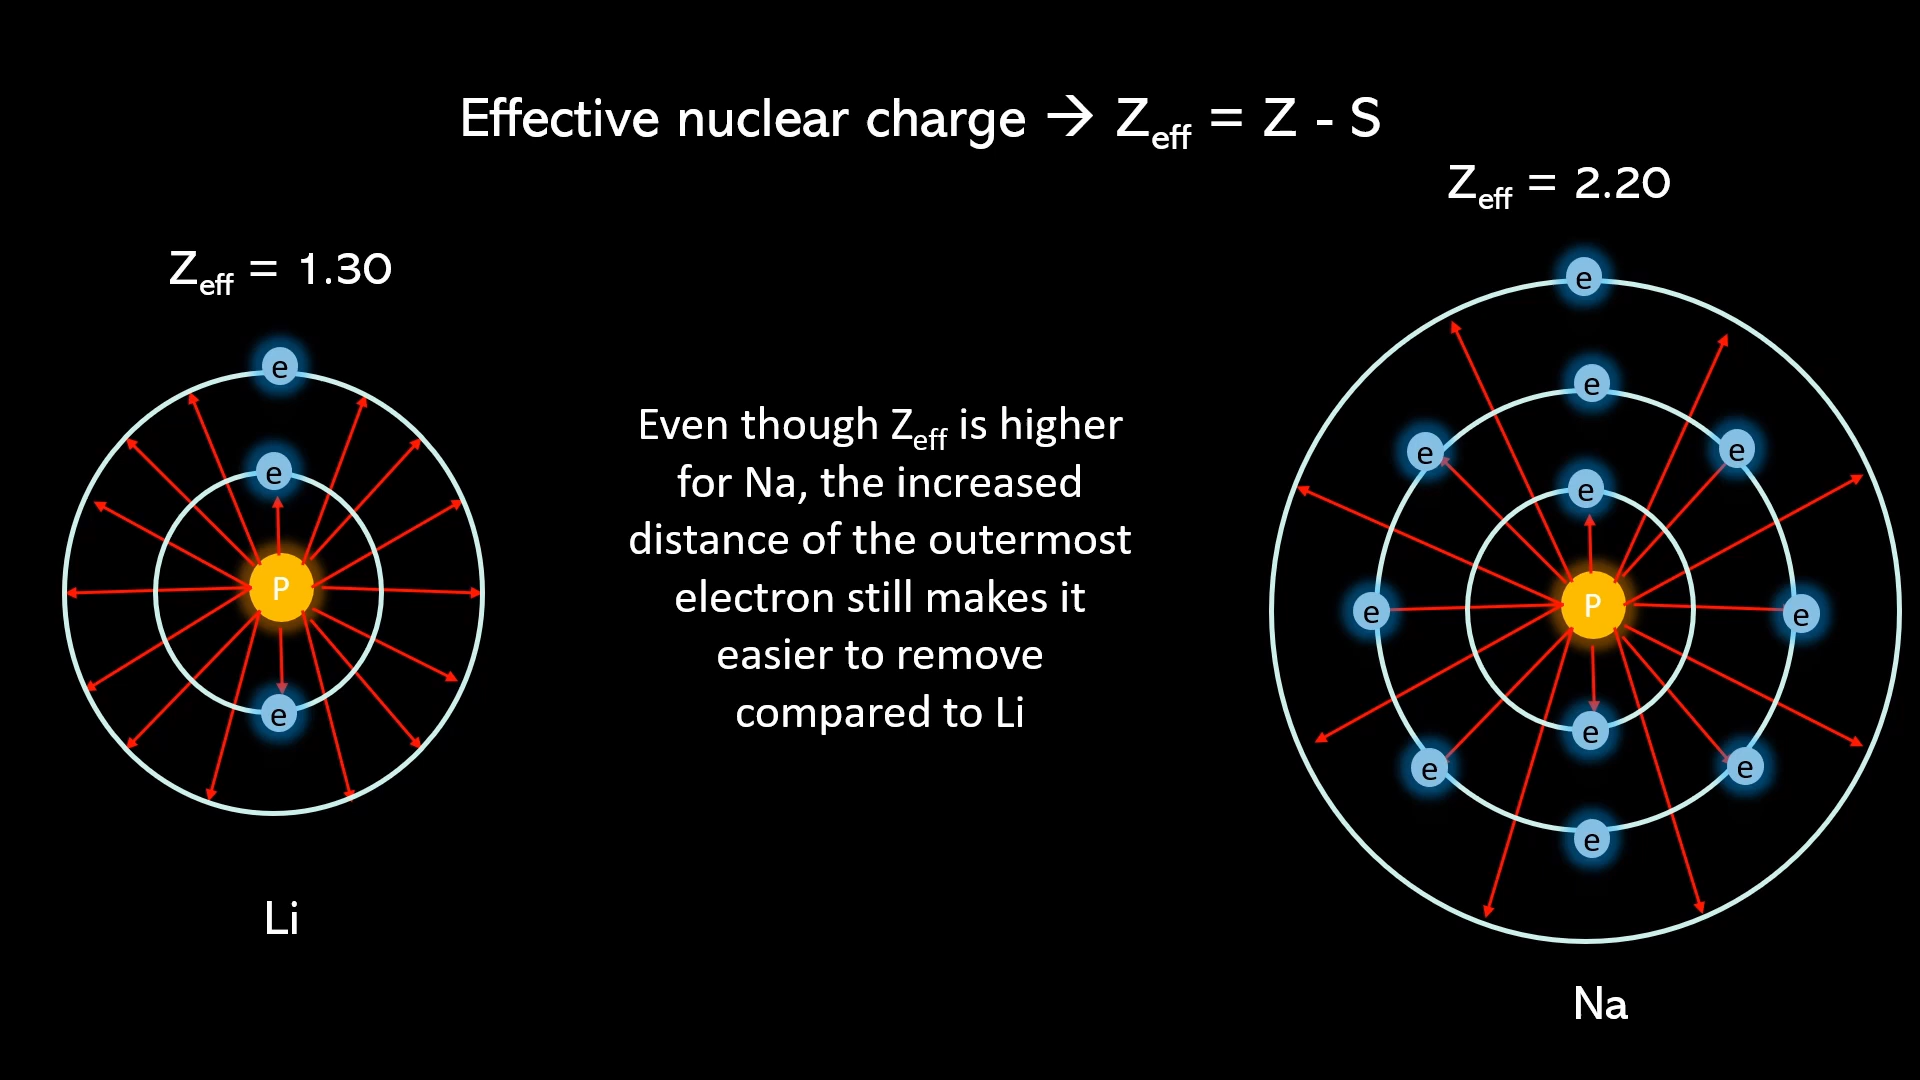 Effective nuclear charge → Zeff = Z - S
Zeff = 2.20
Zeff = 1.30
e
e
P
e
Li
Even though Zeff is higher
for Na, the increased
distance of the outermost
electron still makes it
easier to remove
compared to Li
e
e
e
e
e
e
P
e
e
e
e
e
Na